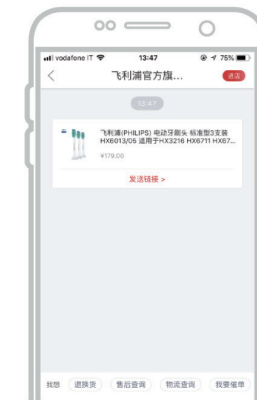 vodafone IT 13:47 75%
飞利浦官方旗... 进店
13:47
飞利浦(PHILIPS) 电动牙刷头 标准型3支装
HX6013/05 适用于HX3216 HX6711 HX67...
¥179.00
发送链接 >
我想 退换货 售后查询 物流查询 我要催单